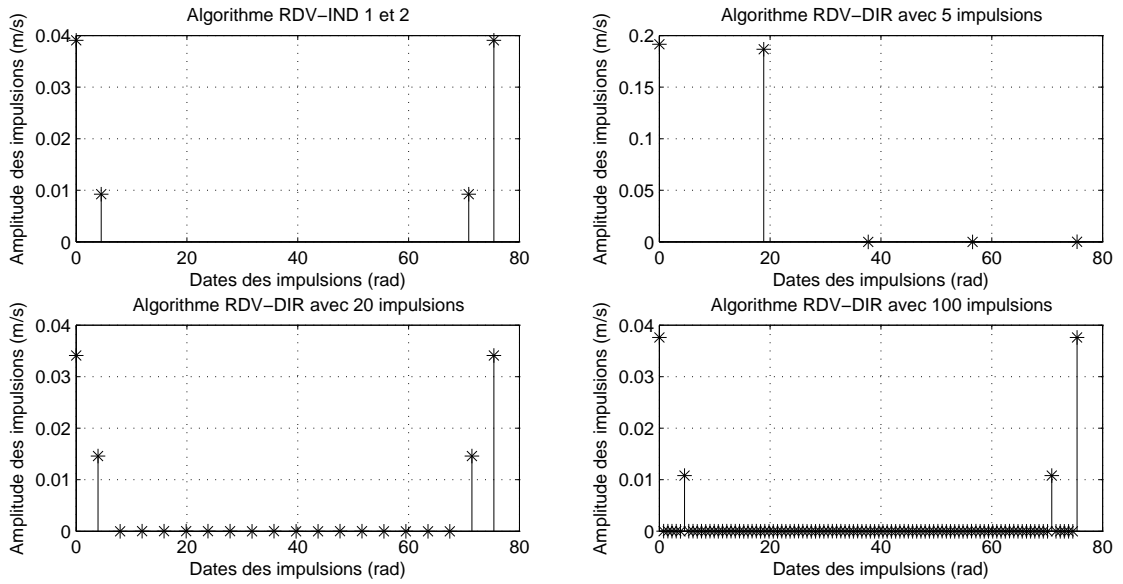 Algorithme RDV−IND 1 et 2
Amplitude des impulsions (m/s)
0.04
0.03
0.02
0.01
0
0 20 40 60 80
Dates des impulsions (rad)
Algorithme RDV−DIR avec 5 impulsions
Amplitude des impulsions (m/s)
0.2
0.15
0.1
0.05
0
0 20 40 60 80
Dates des impulsions (rad)
Algorithme RDV−DIR avec 20 impulsions
Amplitude des impulsions (m/s)
0.04
0.03
0.02
0.01
0
0 20 40 60 80
Dates des impulsions (rad)
Algorithme RDV−DIR avec 100 impulsions
Amplitude des impulsions (m/s)
0.04
0.03
0.02
0.01
0
0 20 40 60 80
Dates des impulsions (rad)